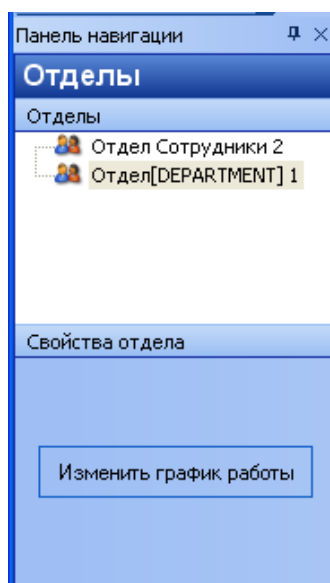 Панель навигации
Отделы
Отделы
Отдел Сотрудники 2
Отдел[DEPARTMENT] 1
Свойства отдела
Изменить график работы